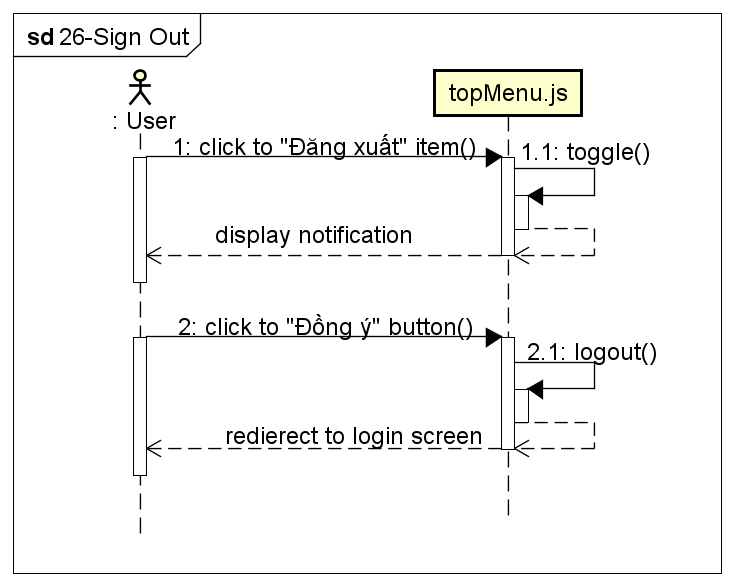 sd 26-Sign Out
: User
topMenu.js
1: click to "Đăng xuất" item()
1.1: toggle()
display notification
2: click to "Đồng ý" button()
2.1: logout()
redierect to login screen